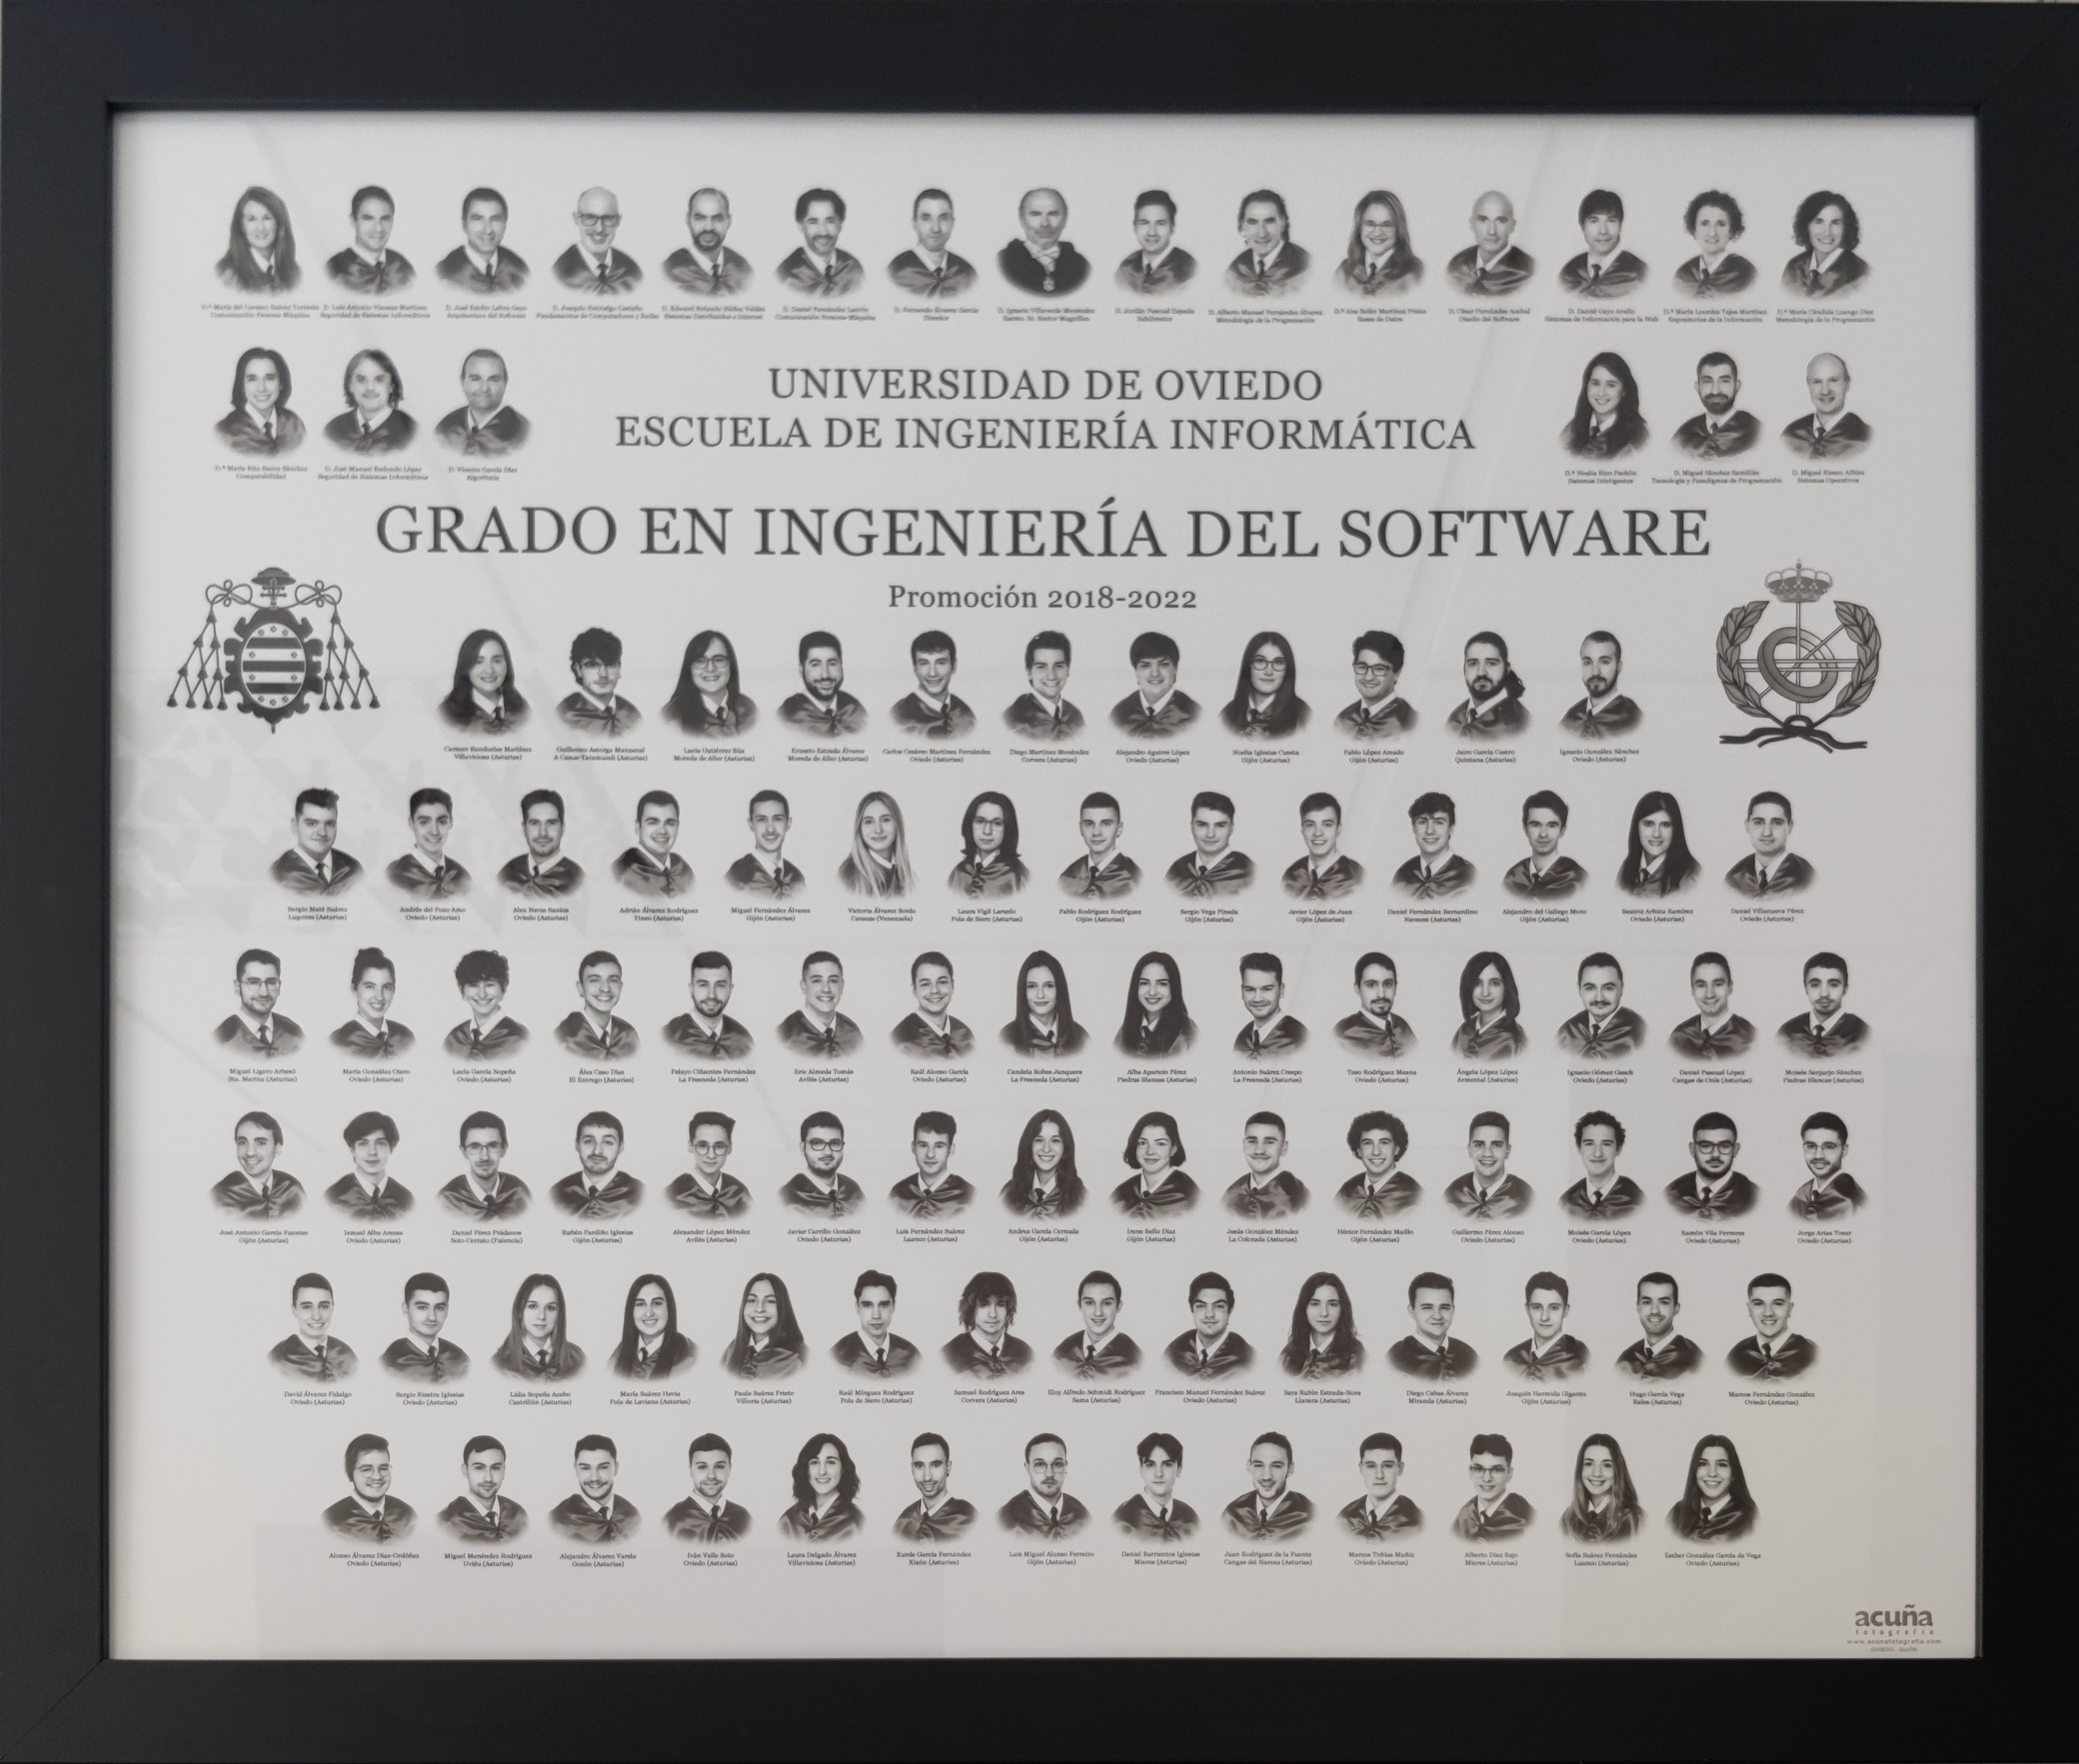 D.ª María del Carmen Suárez Torrente
Comunicación Persona Máquina
D. Luis Antonio Vinuesa Martínez
Seguridad de Sistemas Informáticos
D. José Emilio Labra Gayo
Arquitectura del Software
D. Joaquín Entrialgo Castaño
Fundamentos de Computadores y Redes
D. Edward Rolando Núñez Valdez
Sistemas Distribuidos e Internet
D. Daniel Fernández Lanvin
Comunicación Persona-Máquina
D. Fernando Álvarez García
Director
D. Ignacio Villaverde Menéndez
Excmo. Sr. Rector Magnífico
D. Jordán Pascual Espada
Subdirector
D. Alberto Manuel Fernández Álvarez
Metodología de la Programación
D.ª Ana Belén Martínez Prieto
Bases de Datos
D. César Fernández Acebal
Diseño del Software
D. Daniel Gayo Avello
Sistemas de Información para la Web
D.ª María Lourdes Tajes Martínez
Repositorios de la Información
D.ª María Cándida Luengo Díez
Metodología de la Programación
D.ª María Rita Sierra Sánchez
Computabilidad
D. José Manuel Redondo López
Seguridad de Sistemas Informáticos
D. Vicente García Díaz
Algoritmia
UNIVERSIDAD DE OVIEDO
ESCUELA DE INGENIERÍA INFORMÁTICA
D.ª Noelia Rico Pachón
Sistemas Inteligentes
D. Miguel Sánchez Santillán
Tecnología y Paradigmas de Programación
D. Miguel Riesco Albizu
Sistemas Operativos
GRADO EN INGENIERÍA DEL SOFTWARE
Promoción 2018-2022
Carmen Rendueles Martínez
Villaviciosa (Asturias)
Guillermo Astorga Manzanal
A Casua-Taramundi (Asturias)
Lucía Gutiérrez Búa
Moreda de Aller (Asturias)
Ernesto Estrada Álvarez
Moreda de Aller (Asturias)
Carlos Cesáreo Martínez Fernández
Oviedo (Asturias)
Diego Martínez Menéndez
Corvera (Asturias)
Alejandro Aguirre López
Oviedo (Asturias)
Noelia Iglesias Cuesta
Gijón (Asturias)
Pablo López Amado
Gijón (Asturias)
Jairo García Castro
Quintana (Asturias)
Ignacio González Sánchez
Oviedo (Asturias)
Sergio Maté Suárez
Lugones (Asturias)
Andrés del Pozo Amo
Oviedo (Asturias)
Alex Navia Santos
Oviedo (Asturias)
Adrián Álvarez Rodríguez
Tineo (Asturias)
Miguel Fernández Álvarez
Gijón (Asturias)
Victoria Álvarez Sordo
Caracas (Venezuela)
Laura Vigil Laruelo
Pola de Siero (Asturias)
Pablo Rodríguez Rodríguez
Gijón (Asturias)
Sergio Vega Pineda
Gijón (Asturias)
Javier López de Juan
Gijón (Asturias)
Daniel Fernández Bernardino
Naveces (Asturias)
Alejandro del Gallego Moro
Gijón (Asturias)
Beatriz Arbizu Ramírez
Oviedo (Asturias)
Daniel Villanueva Pérez
Oviedo (Asturias)
Miguel Ligero Arbesú
Sta. Marina (Asturias)
María González Otero
Oviedo (Asturias)
Lucía García Sopeña
Oviedo (Asturias)
Álex Caso Díaz
El Entrego (Asturias)
Pelayo Cifuentes Fernández
La Fresneda (Asturias)
Eric Almeda Tomás
Avilés (Asturias)
Raúl Alonso García
Oviedo (Asturias)
Candela Bobes Junquera
La Fresneda (Asturias)
Alba Aparicio Pérez
Piedras Blancas (Asturias)
Antonio Suárez Crespo
La Fresneda (Asturias)
Taso Rodríguez Meana
Oviedo (Asturias)
Ángela López López
Armental (Asturias)
Ignacio Gómez Gasch
Oviedo (Asturias)
Daniel Pascual López
Cangas de Onís (Asturias)
Moisés Sanjurjo Sánchez
Piedras Blancas (Asturias)
José Antonio García Fuentes
Gijón (Asturias)
Ismael Alba Arcses
Oviedo (Asturias)
Daniel Pérez Prádanos
Soto Cerrato (Palencia)
Rubén Pardiño Iglesias
Gijón (Asturias)
Alexander López Méndez
Avilés (Asturias)
Javier Carrillo González
Oviedo (Asturias)
Luis Fernández Suárez
Luanco (Asturias)
Andrea García Cernuda
Gijón (Asturias)
Irene Bello Díaz
Gijón (Asturias)
Jesús González Méndez
La Colorada (Asturias)
Héctor Fernández Maillo
Gijón (Asturias)
Guillermo Pérez Alonso
Oviedo (Asturias)
Moisés García López
Oviedo (Asturias)
Ramón Vila Ferreres
Oviedo (Asturias)
Jorge Arias Tosar
Oviedo (Asturias)
David Álvarez Fidalgo
Oviedo (Asturias)
Sergio Riestra Iglesias
Oviedo (Asturias)
Lidia Sopeña Acebo
Castrillón (Asturias)
María Suárez Hevia
Pola de Laviana (Asturias)
Paula Suárez Prieto
Villoria (Asturias)
Raúl Mínguez Rodríguez
Pola de Siero (Asturias)
Samuel Rodríguez Ares
Corvera (Asturias)
Eloy Alfredo Schmidt Rodríguez
Sama (Asturias)
Francisco Manuel Fernández Suárez
Oviedo (Asturias)
Sara Rubín Estrada-Nora
Llanera (Asturias)
Diego Cabas Álvarez
Miranda (Asturias)
Joaquín Hermida Giganto
Gijón (Asturias)
Hugo García Vega
Rales (Asturias)
Marcos Fernández González
Oviedo (Asturias)
Alonso Álvarez Díaz-Ordóñez
Oviedo (Asturias)
Miguel Menéndez Rodríguez
Uviéu (Asturias)
Alejandro Álvarez Varela
Gozón (Asturias)
Iván Valle Soto
Oviedo (Asturias)
Laura Delgado Álvarez
Villaviciosa (Asturias)
Xurde García Fernández
Xixón (Asturias)
Luis Miguel Alonso Ferreiro
Gijón (Asturias)
Daniel Barrientos Iglesias
Mieres (Asturias)
Juan Rodríguez de la Fuente
Cangas del Narcea (Asturias)
Marcos Tobías Muñiz
Oviedo (Asturias)
Alberto Díez Bajo
Mieres (Asturias)
Sofía Suárez Fernández
Luanco (Asturias)
Esther González García de Vega
Oviedo (Asturias)
acuña
fotografía
www.acunafotografia.com
OVIEDO - GIJÓN